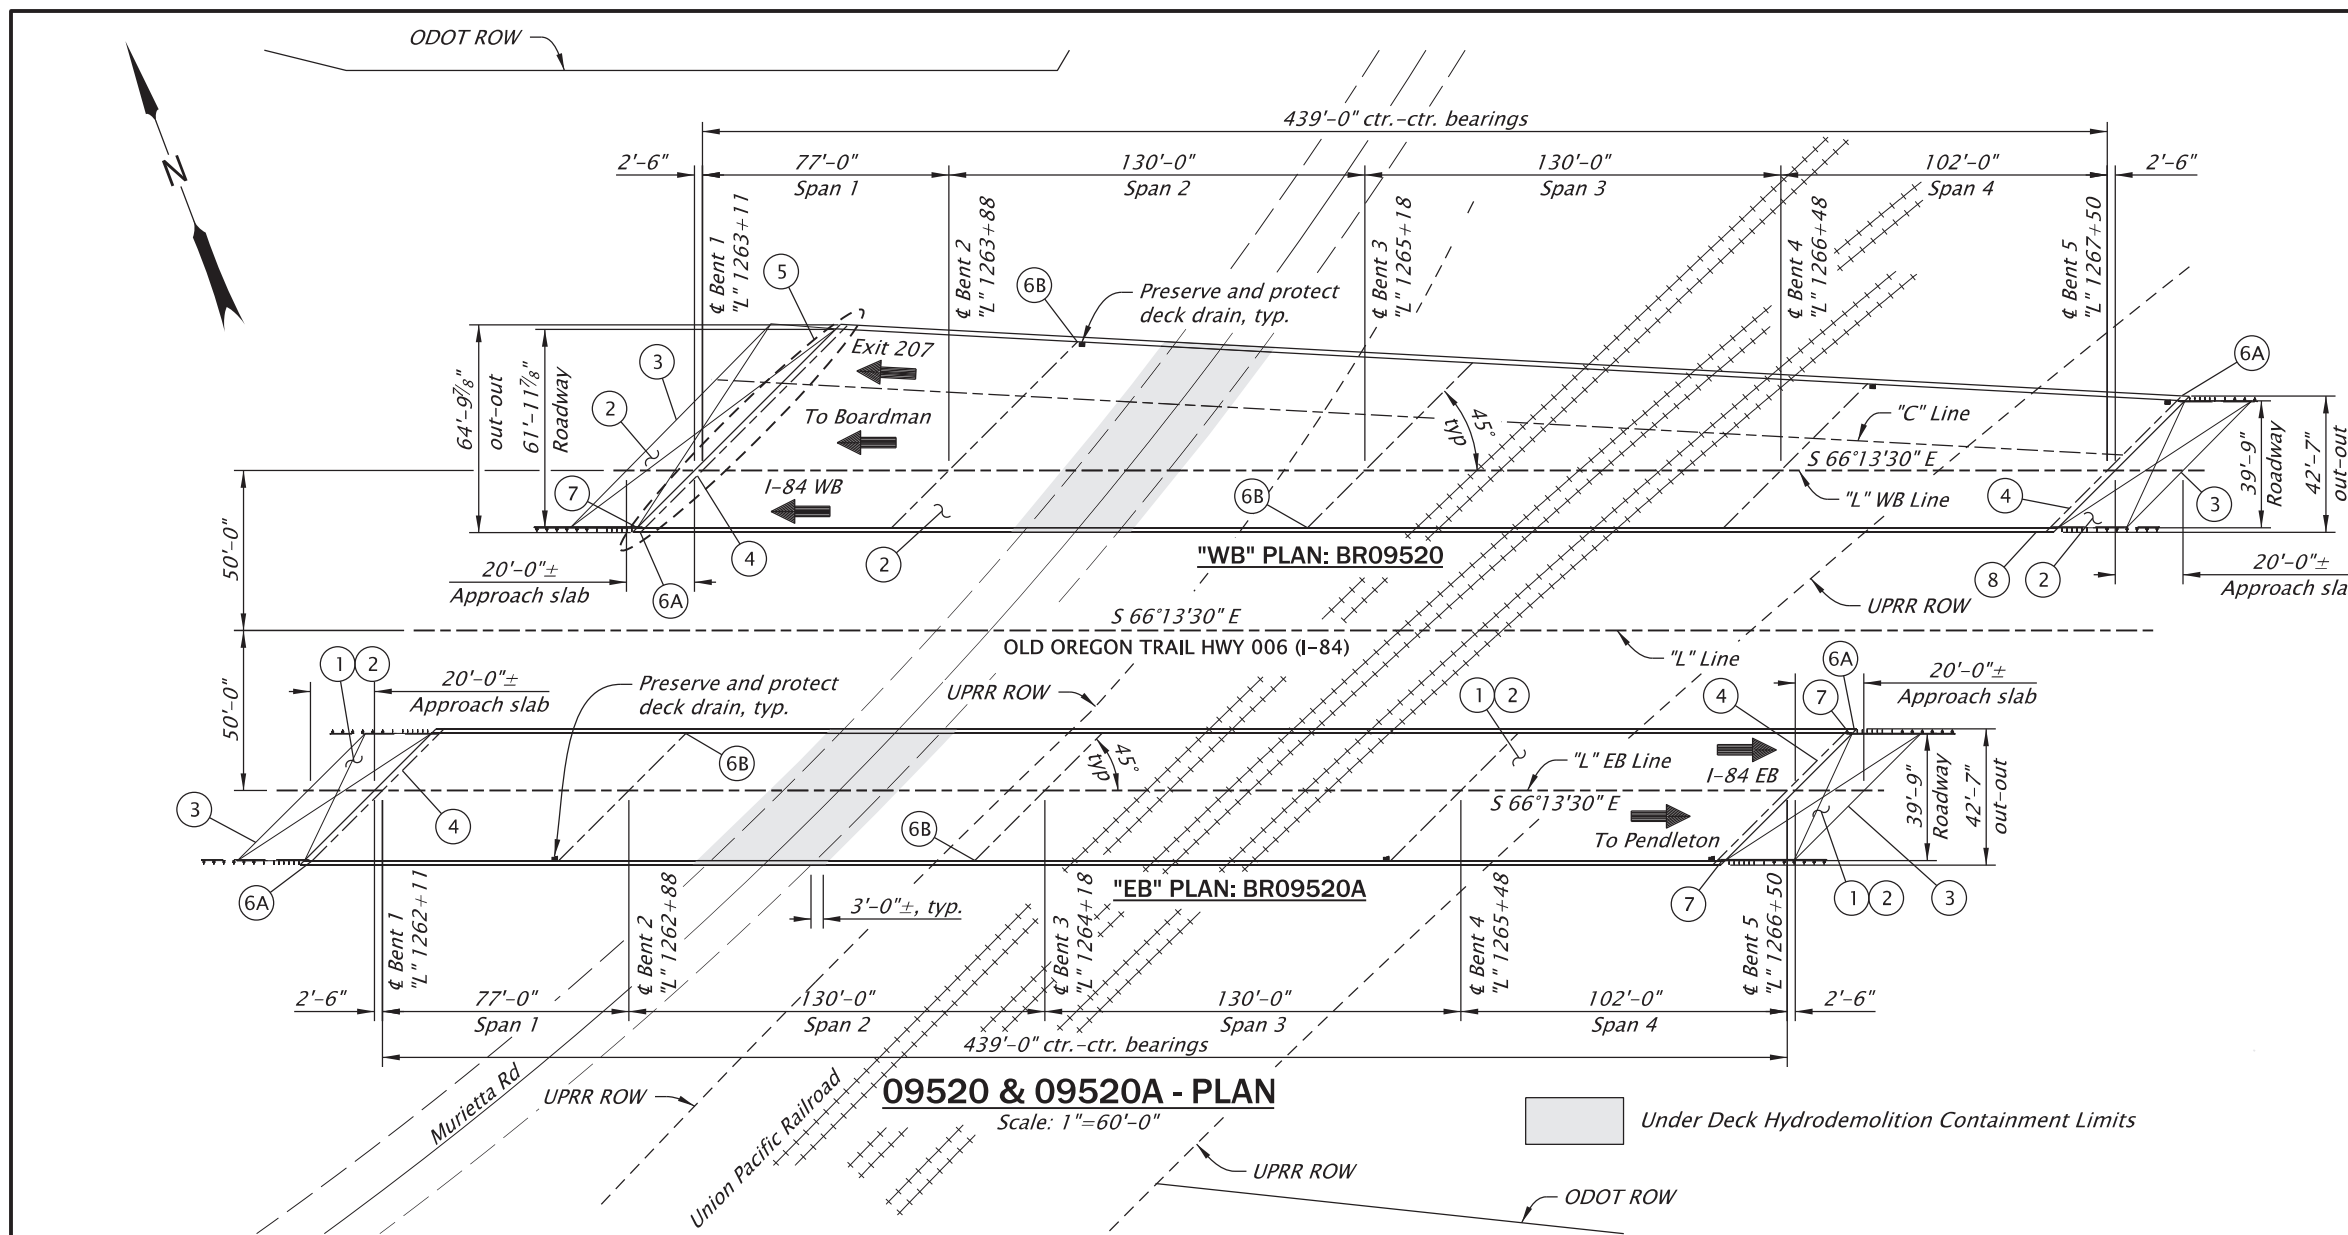 ODOT ROW
N
439'-0" ctr.-ctr. bearings
2'-6"
77'-0"
Span 1
130'-0"
Span 2
130'-0"
Span 3
102'-0"
Span 4
2'-6"
℄ Bent 1
"L" 1263+11
℄ Bent 2
"L" 1263+88
℄ Bent 3
"L" 1265+18
℄ Bent 4
"L" 1266+48
℄ Bent 5
"L" 1267+50
5
6B
Preserve and protect
deck drain, typ.
3
2
Exit 207
To Boardman
I-84 WB
64'-9⅞"
out-out
61'-11⅞"
Roadway
45°
typ
"C" Line
S 66°13'30" E
"L" WB Line
6A
4
3
39'-9"
Roadway
42'-7"
out-out
7
6A
4
2
6B
"WB" PLAN: BR09520
8
2
20'-0"±
Approach slab
20'-0"±
Approach sla
50'-0"
50'-0"
S 66°13'30" E
OLD OREGON TRAIL HWY 006 (I-84)
"L" Line
UPRR ROW
1
2
20'-0"±
Approach slab
Preserve and protect
deck drain, typ.
UPRR ROW
6B
45°
typ
1
2
4
7
6A
20'-0"±
Approach slab
"L" EB Line
S 66°13'30" E
I-84 EB
To Pendleton
39'-9"
Roadway
42'-7"
out-out
3
4
6B
6A
"EB" PLAN: BR09520A
7
1
2
3
3'-0"±, typ.
℄ Bent 1
"L" 1262+11
℄ Bent 2
"L" 1262+88
℄ Bent 3
"L" 1264+18
℄ Bent 4
"L" 1265+48
℄ Bent 5
"L" 1266+50
2'-6"
77'-0"
Span 1
130'-0"
Span 2
130'-0"
Span 3
102'-0"
Span 4
2'-6"
439'-0" ctr.-ctr. bearings
Murietta Rd
UPRR ROW
Union Pacific Railroad
09520 & 09520A - PLAN
Scale: 1"=60'-0"
Under Deck Hydrodemolition Containment Limits
UPRR ROW
ODOT ROW